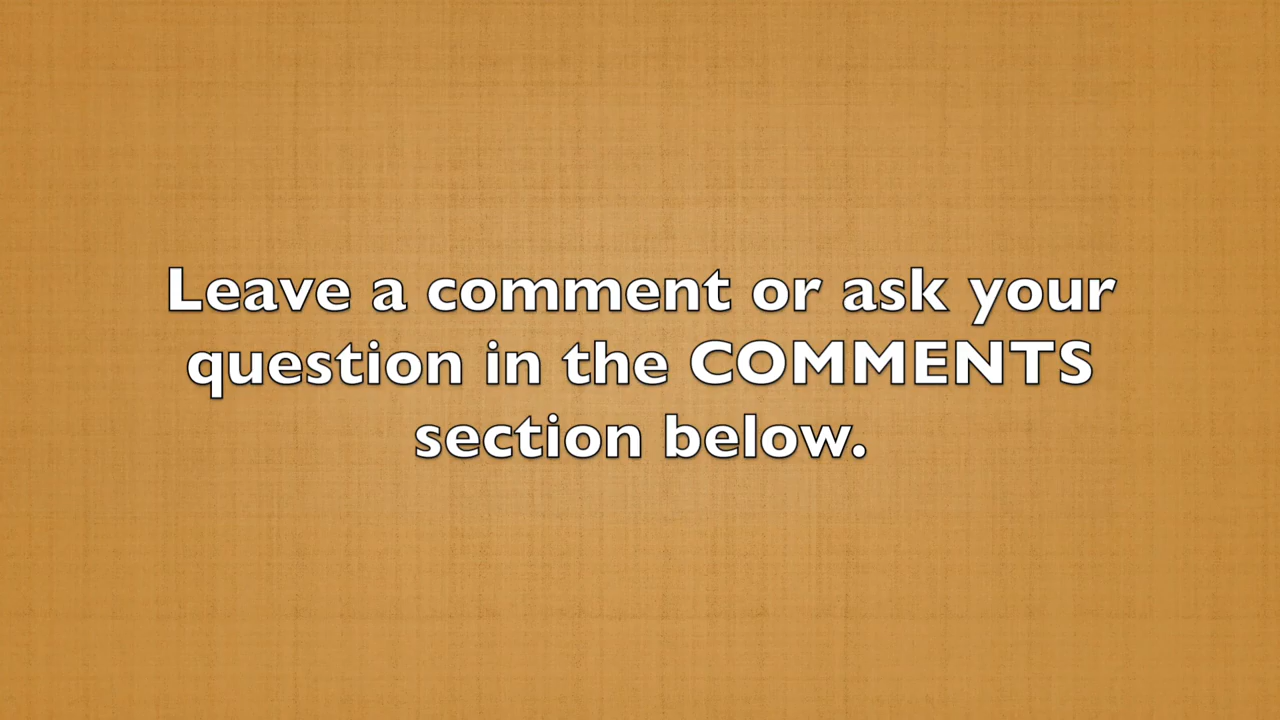 Leave a comment or ask your
question in the COMMENTS
section below.